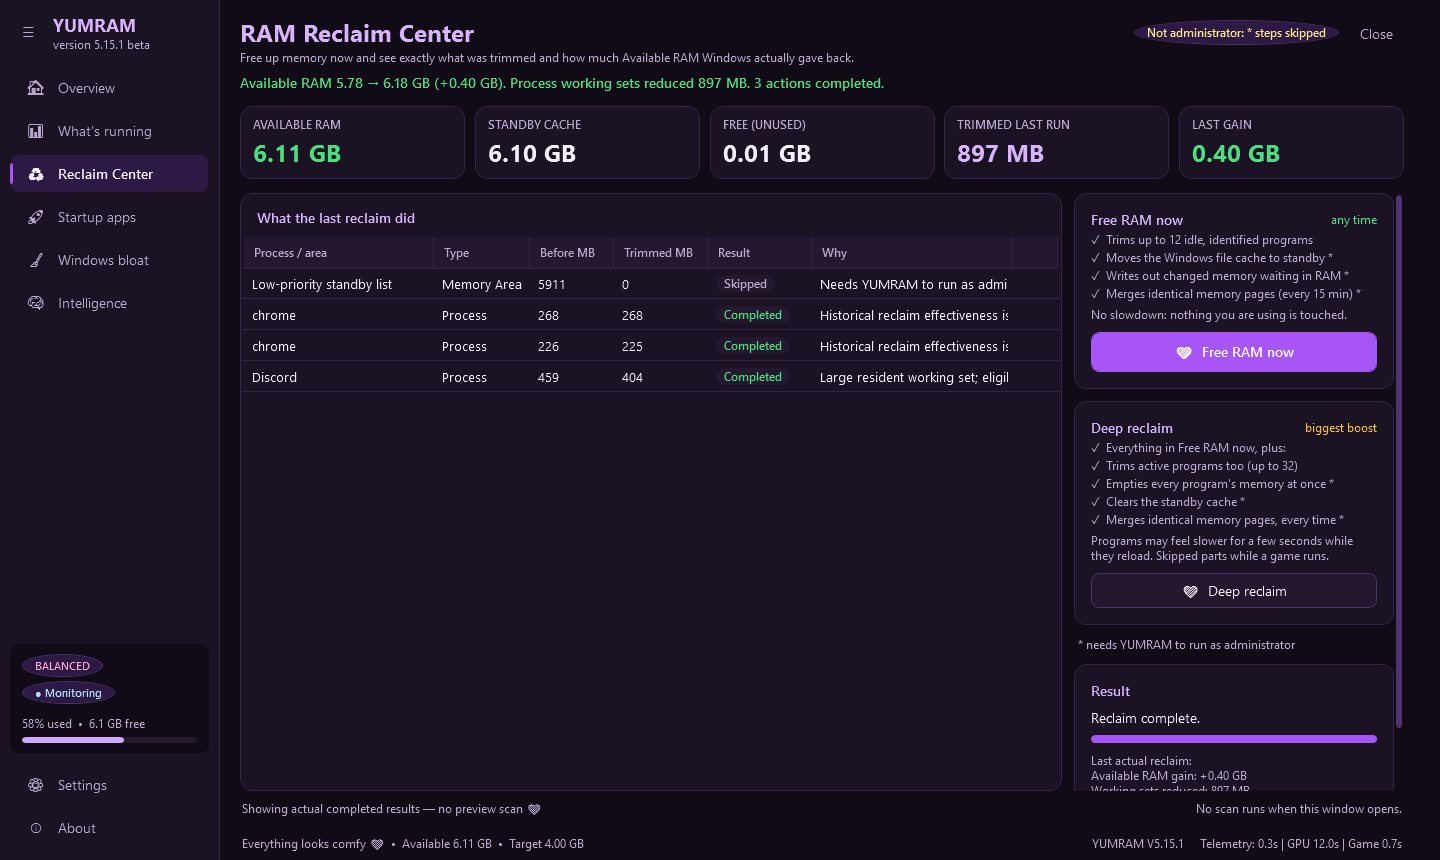 ☰ YUMRAM
version 5.15.1 beta
Overview
What's running
Reclaim Center
Startup apps
Windows bloat
Intelligence
BALANCED
● Monitoring
58% used • 6.1 GB free
Settings
About
RAM Reclaim Center
Not administrator: * steps skipped
Close
Free up memory now and see exactly what was trimmed and how much Available RAM Windows actually gave back.
Available RAM 5.78 → 6.18 GB (+0.40 GB). Process working sets reduced 897 MB. 3 actions completed.
AVAILABLE RAM
6.11 GB
STANDBY CACHE
6.10 GB
FREE (UNUSED)
0.01 GB
TRIMMED LAST RUN
897 MB
LAST GAIN
0.40 GB
What the last reclaim did
Process / area Type Before MB Trimmed MB Result Why
Low-priority standby list Memory Area 5911 0 Skipped Needs YUMRAM to run as admi
chrome Process 268 268 Completed Historical reclaim effectiveness is
chrome Process 226 225 Completed Historical reclaim effectiveness is
Discord Process 459 404 Completed Large resident working set; eligil
Free RAM now any time
✓ Trims up to 12 idle, identified programs
✓ Moves the Windows file cache to standby *
✓ Writes out changed memory waiting in RAM *
✓ Merges identical memory pages (every 15 min) *
No slowdown: nothing you are using is touched.
Free RAM now
Deep reclaim biggest boost
✓ Everything in Free RAM now, plus:
✓ Trims active programs too (up to 32)
✓ Empties every program's memory at once *
✓ Clears the standby cache *
✓ Merges identical memory pages, every time *
Programs may feel slower for a few seconds while
they reload. Skipped parts while a game runs.
Deep reclaim
* needs YUMRAM to run as administrator
Result
Reclaim complete.
Last actual reclaim:
Available RAM gain: +0.40 GB
Working sets reduced: 897 MB
Showing actual completed results — no preview scan
No scan runs when this window opens.
Everything looks comfy • Available 6.11 GB • Target 4.00 GB
YUMRAM V5.15.1 Telemetry: 0.3s | GPU 12.0s | Game 0.7s